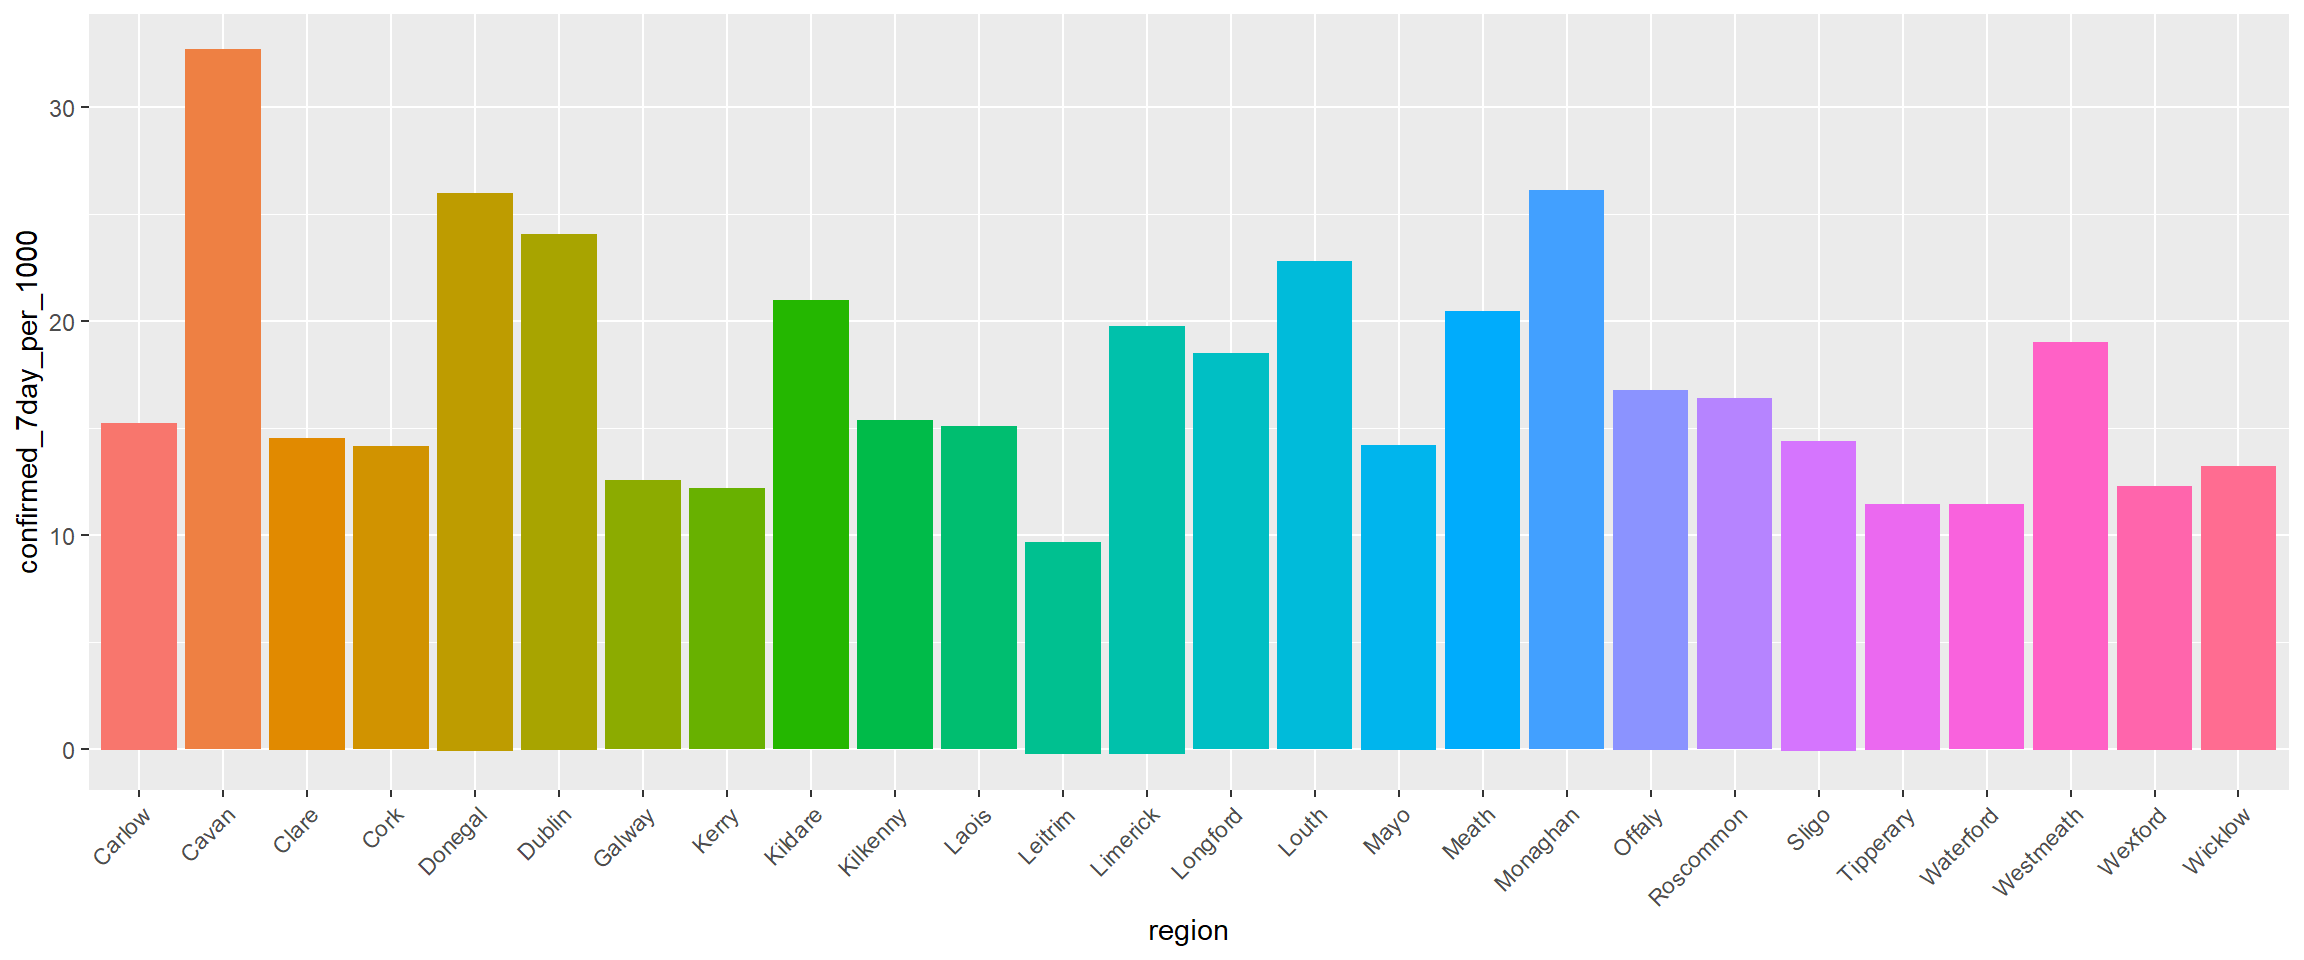 confirmed_7day_per_1000
30
20
10
0
Carlow
Cavan
Clare
Cork
Donegal
Dublin
Galway
Kerry
Kildare
Kilkenny
Laois
Leitrim
Limerick
Longford
Louth
Mayo
Meath
Monaghan
Offaly
Roscommon
Sligo
Tipperary
Waterford
Westmeath
Wexford
Wicklow
region